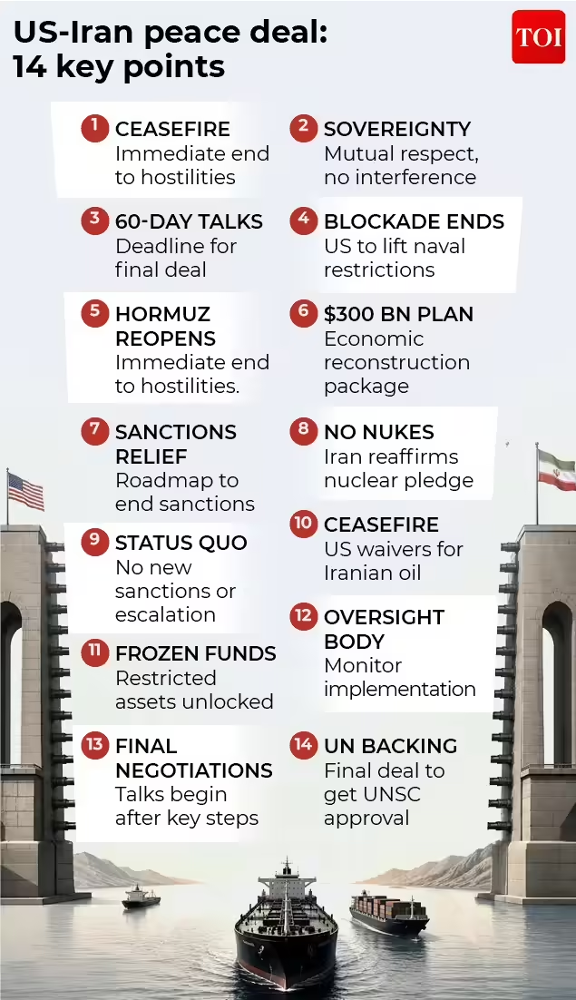 US-Iran peace deal:
14 key points
TOI
1 CEASEFIRE
Immediate end
to hostilities
2 SOVEREIGNTY
Mutual respect,
no interference
3 60-DAY TALKS
Deadline for
final deal
4 BLOCKADE ENDS
US to lift naval
restrictions
5 HORMUZ
REOPENS
Immediate end
to hostilities.
6 $300 BN PLAN
Economic
reconstruction
package
7 SANCTIONS
RELIEF
Roadmap to
end sanctions
8 NO NUKES
Iran reaffirms
nuclear pledge
9 STATUS QUO
No new
sanctions or
escalation
10 CEASEFIRE
US waivers for
Iranian oil
11 FROZEN FUNDS
Restricted
assets unlocked
12 OVERSIGHT
BODY
Monitor
implementation
13 FINAL
NEGOTIATIONS
Talks begin
after key steps
14 UN BACKING
Final deal to
get UNSC
approval